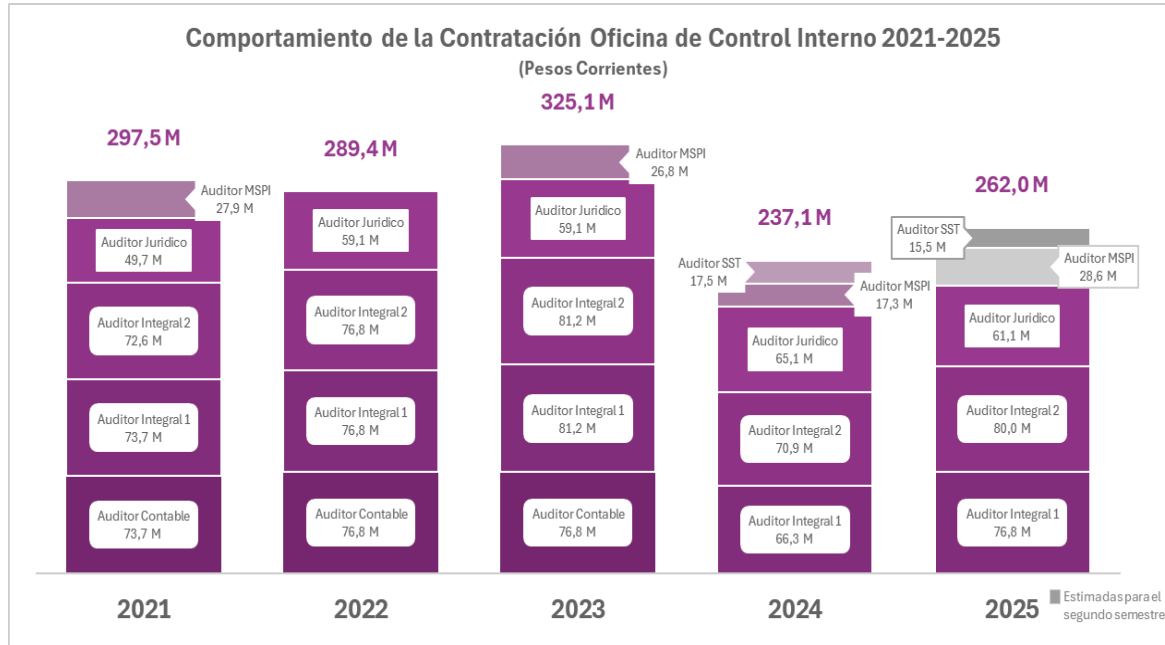 Comportamiento de la Contratación Oficina de Control Interno 2021-2025
(Pesos Corrientes)
297,5 M
Auditor MSPI
27,9 M
Auditor Juridico
49,7 M
Auditor Integral 2
72,6 M
Auditor Integral 1
73,7 M
Auditor Contable
73,7 M
2021
289,4 M
Auditor Juridico
59,1 M
Auditor Integral 2
76,8 M
Auditor Integral 1
76,8 M
Auditor Contable
76,8 M
2022
325,1 M
Auditor MSPI
26,8 M
Auditor Juridico
59,1 M
Auditor Integral 2
81,2 M
Auditor Integral 1
81,2 M
Auditor Contable
76,8 M
2023
237,1 M
Auditor SST
17,5 M
Auditor MSPI
17,3 M
Auditor Juridico
65,1 M
Auditor Integral 2
70,9 M
Auditor Integral 1
66,3 M
2024
262,0 M
Auditor SST
15,5 M
Auditor MSPI
28,6 M
Auditor Juridico
61,1 M
Auditor Integral 2
80,0 M
Auditor Integral 1
76,8 M
2025
Estimadas para el
segundo semestre